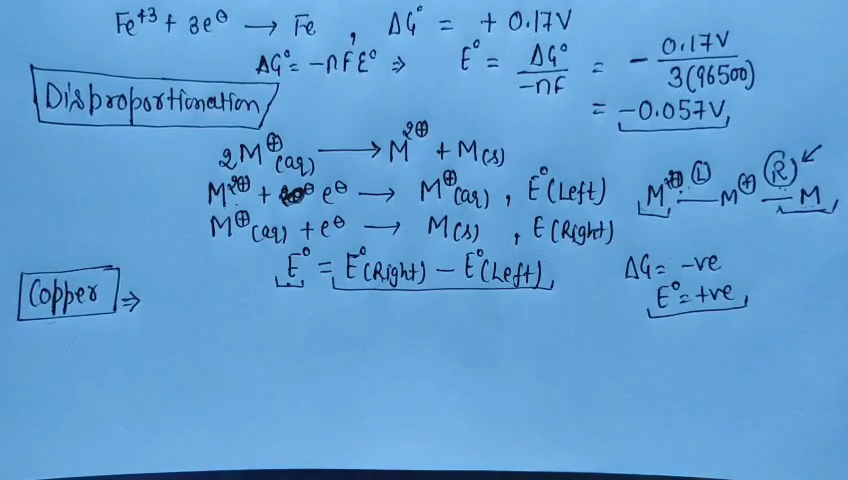 Fe⁺³ + 3e⊖ → Fe , ΔG° = + 0.17V
ΔG° = -nFE° ⇒ E° = ΔG°/-nF = - 0.17V/3(96500)
Disproportionation
= -0.057V
2M⊕(aq) → M²⊕ + M(s)
M²⊕ + e⊖ → M⊕(aq) , E°(Left)
M²⊕ —Ⓛ— M⊕ —Ⓡ— M
M⊕(aq) + e⊖ → M(s) , E(Right)
E° = E°(Right) - E°(Left)
ΔG = -ve
E° = +ve
Copper ⇒